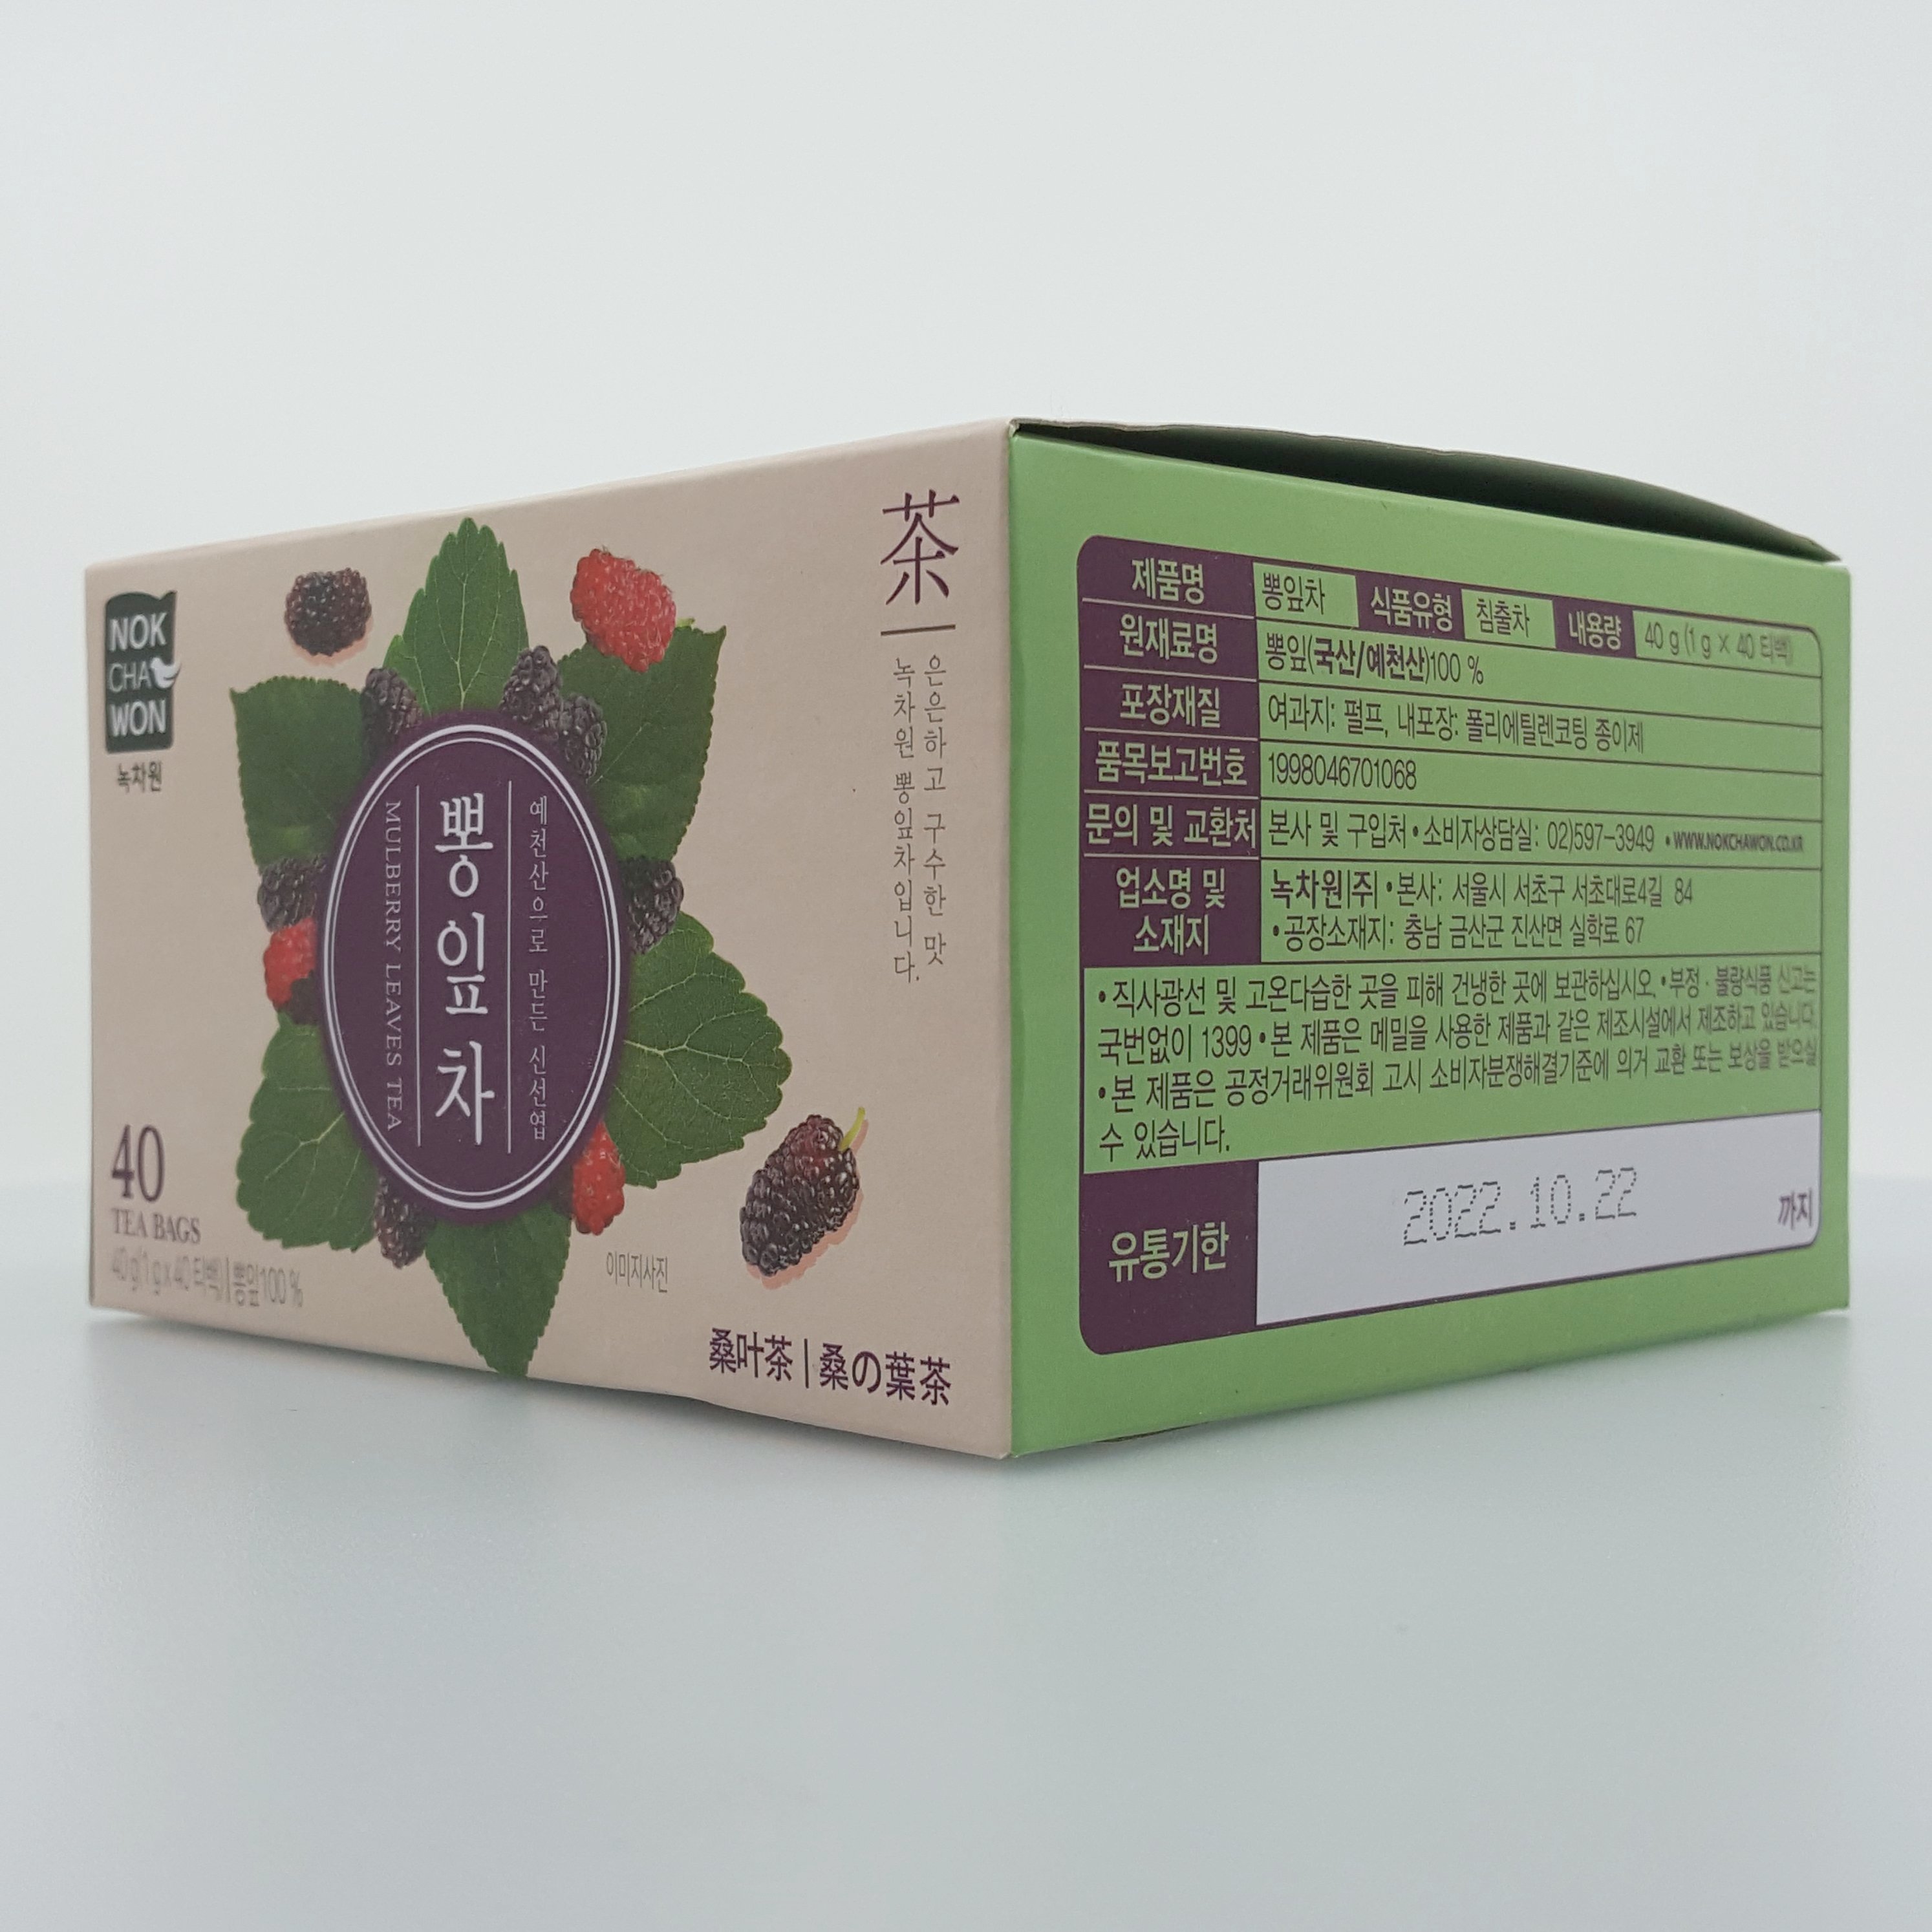 NOK
CHA
WON
녹차원
茶
은은하고 구수한 맛
녹차원 뽕잎차입니다.
예천산으로 만든 신선엽
뽕잎차
MULBERRY LEAVES TEA
40
TEA BAGS
40 g(1 g x 40 티백) | 뽕잎100 %
이미지사진
桑叶茶 | 桑の葉茶
제품명 뽕잎차 식품유형 침출차 내용량 40 g (1 g × 40 티백)
원재료명 뽕잎(국산/예천산)100 %
포장재질 여과지: 펄프, 내포장: 폴리에틸렌코팅 종이제
품목보고번호 1998046701068
문의 및 교환처 본사 및 구입처 • 소비자상담실: 02)597-3949 • WWW.NOKCHAWON.CO.KR
업소명 및 소재지 녹차원|주) • 본사: 서울시 서초구 서초대로4길 84
• 공장소재지: 충남 금산군 진산면 실학로 67
• 직사광선 및 고온다습한 곳을 피해 건냉한 곳에 보관하십시오. • 부정 · 불량식품 신고는
국번없이 1399 • 본 제품은 메밀을 사용한 제품과 같은 제조시설에서 제조하고 있습니다.
• 본 제품은 공정거래위원회 고시 소비자분쟁해결기준에 의거 교환 또는 보상을 받으실
수 있습니다.
유통기한 2022.10.22 까지